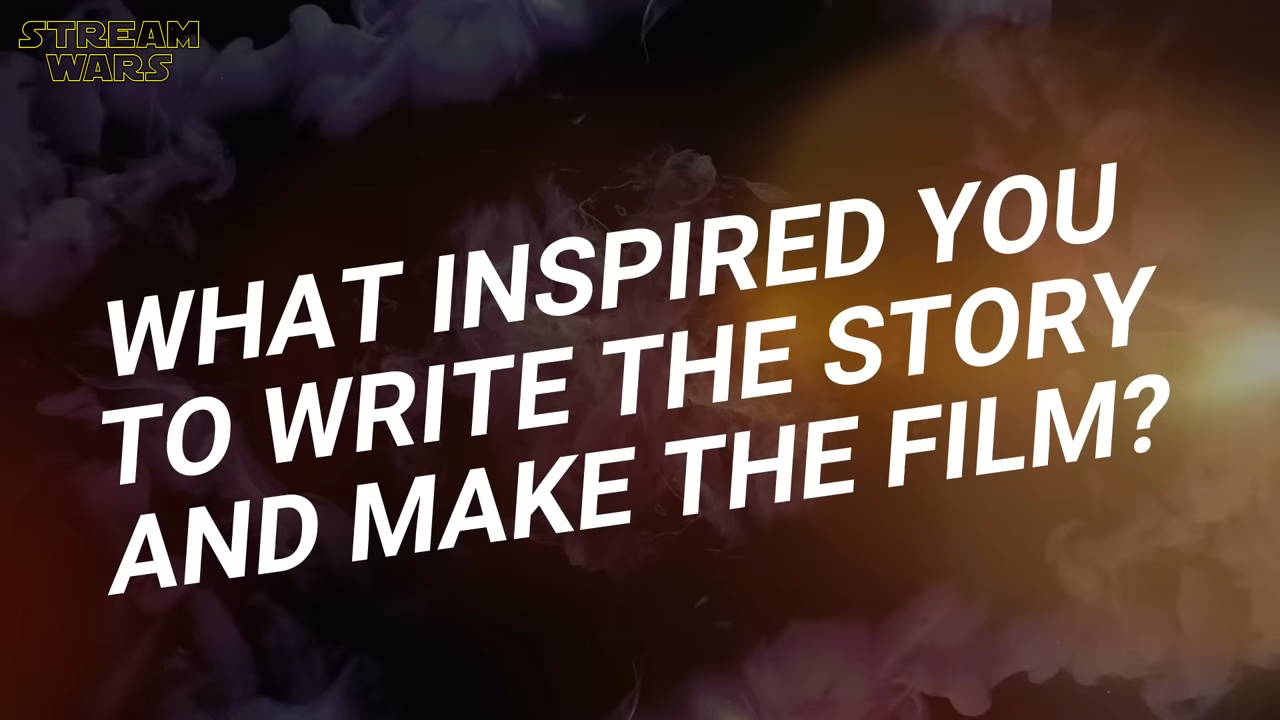 STREAM
WARS
WHAT INSPIRED YOU
TO WRITE THE STORY
AND MAKE THE FILM?